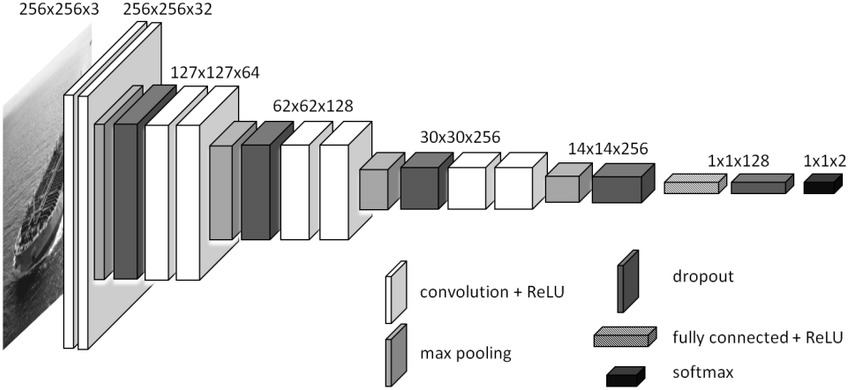 256x256x3
256x256x32
127x127x64
62x62x128
30x30x256
14x14x256
1x1x128
1x1x2
convolution + ReLU
max pooling
dropout
fully connected + ReLU
softmax